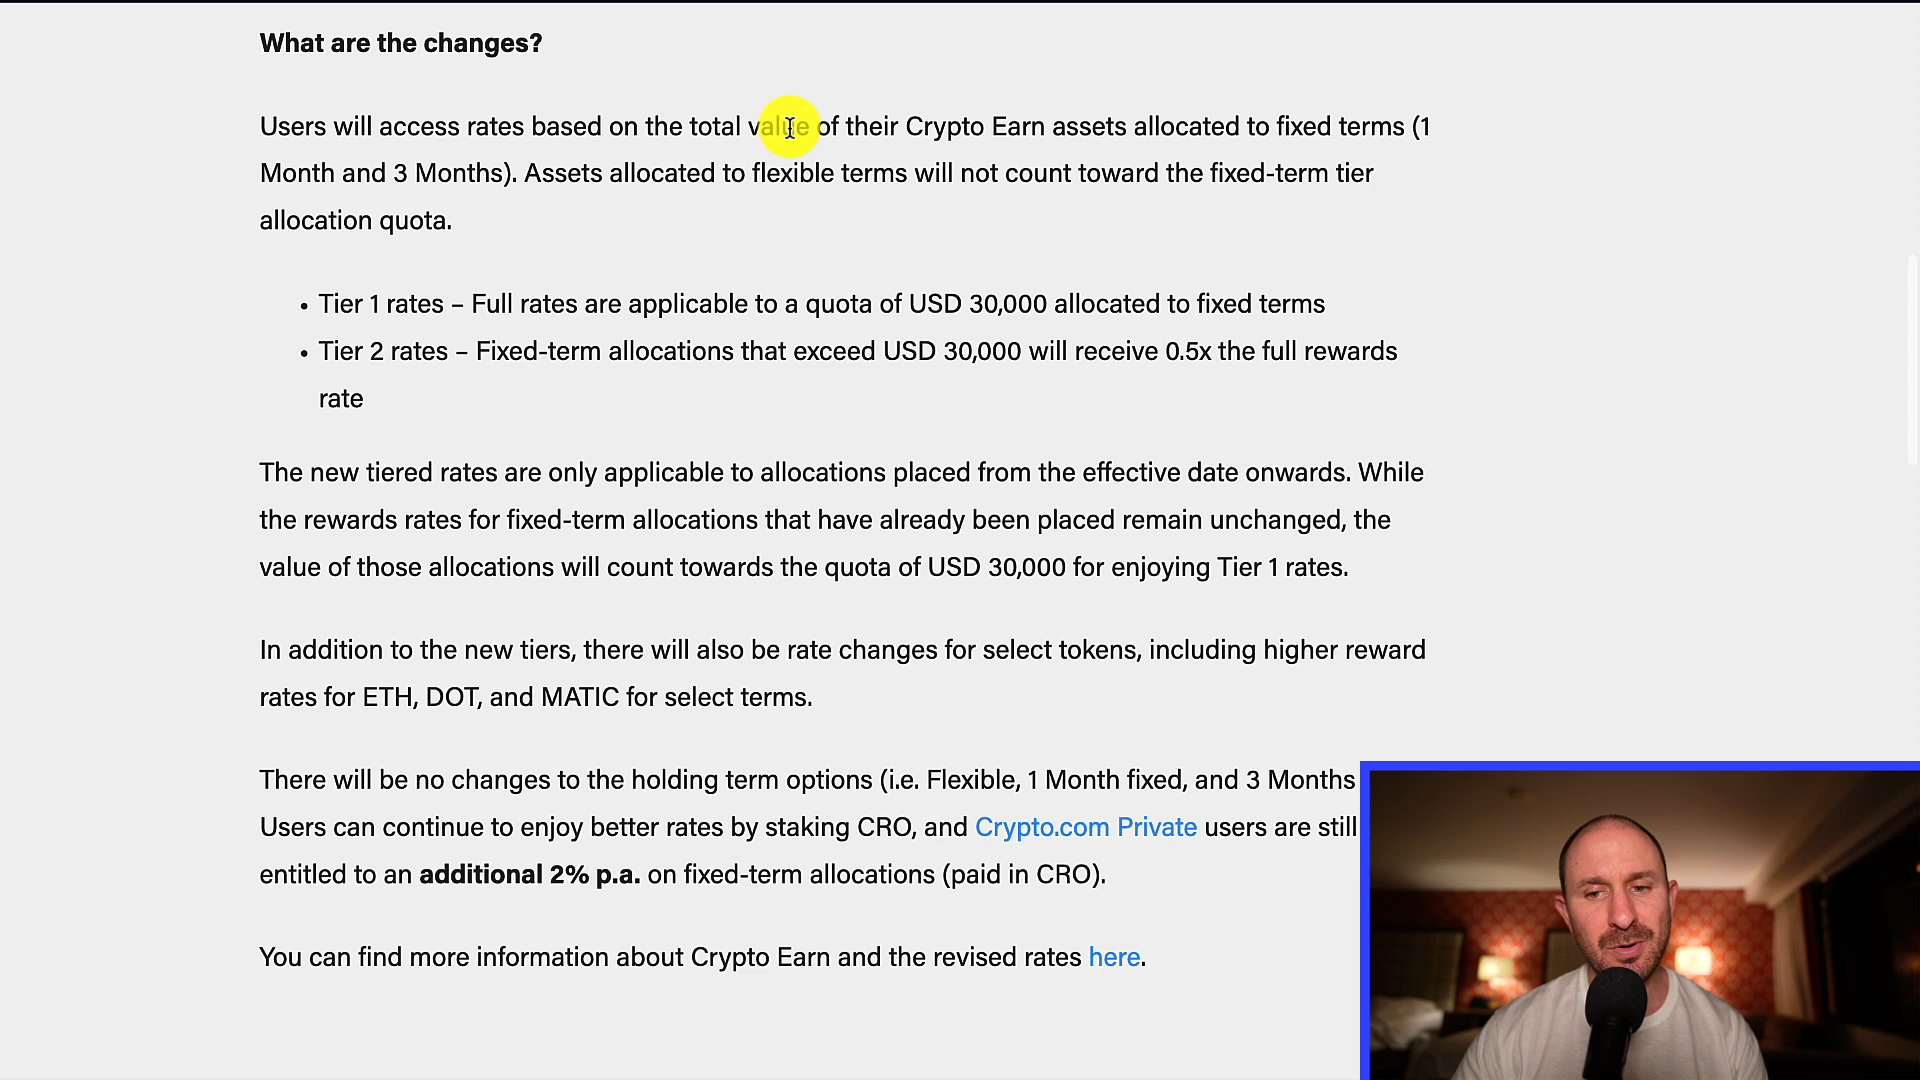 What are the changes?
Users will access rates based on the total value of their Crypto Earn assets allocated to fixed terms (1
Month and 3 Months). Assets allocated to flexible terms will not count toward the fixed-term tier
allocation quota.
• Tier 1 rates – Full rates are applicable to a quota of USD 30,000 allocated to fixed terms
• Tier 2 rates – Fixed-term allocations that exceed USD 30,000 will receive 0.5x the full rewards
rate
The new tiered rates are only applicable to allocations placed from the effective date onwards. While
the rewards rates for fixed-term allocations that have already been placed remain unchanged, the
value of those allocations will count towards the quota of USD 30,000 for enjoying Tier 1 rates.
In addition to the new tiers, there will also be rate changes for select tokens, including higher reward
rates for ETH, DOT, and MATIC for select terms.
There will be no changes to the holding term options (i.e. Flexible, 1 Month fixed, and 3 Months
Users can continue to enjoy better rates by staking CRO, and Crypto.com Private users are still
entitled to an additional 2% p.a. on fixed-term allocations (paid in CRO).
You can find more information about Crypto Earn and the revised rates here.